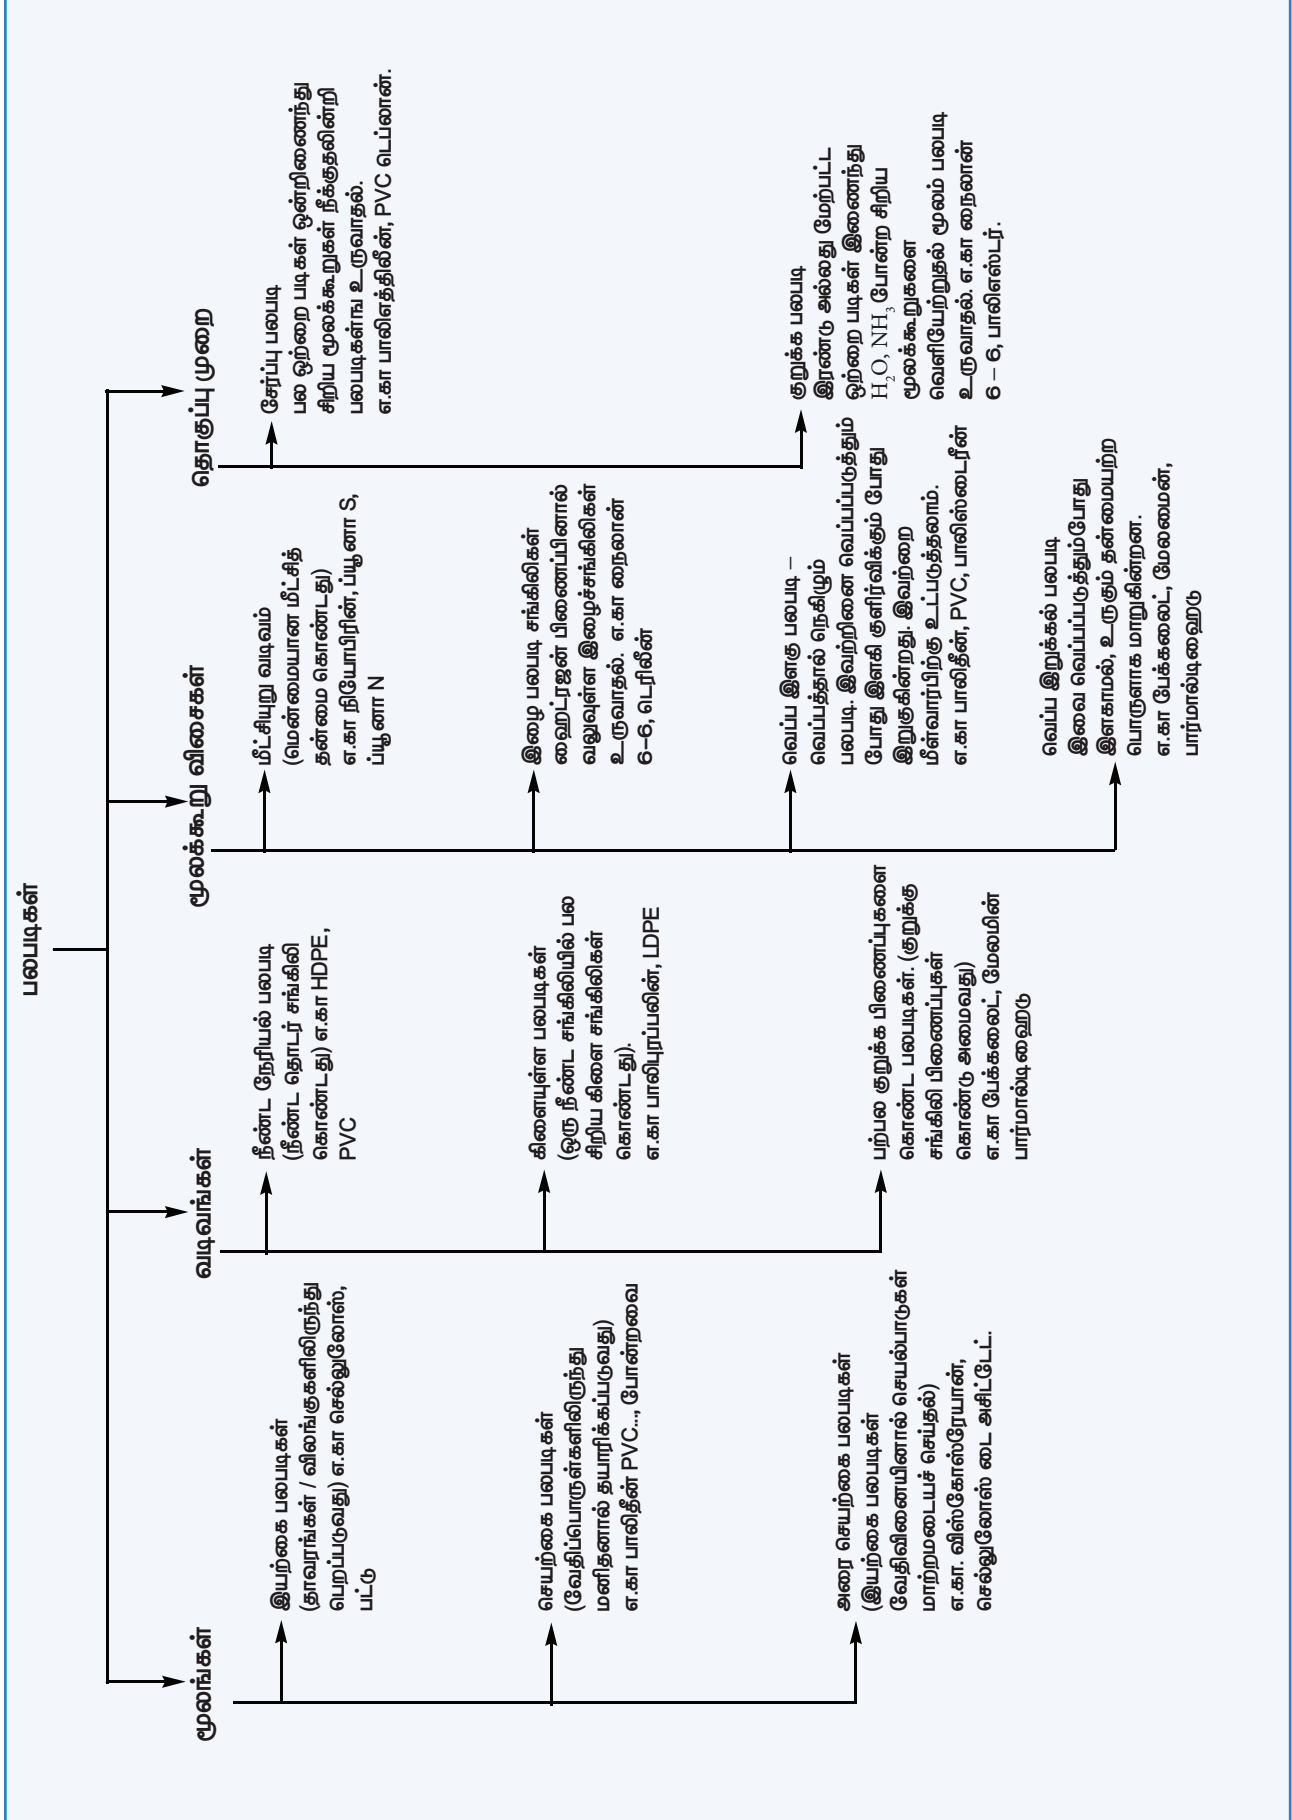 பலபடிகள்
மூலங்கள்
இயற்கை பலபடிகள்
(தாவரங்கள் / விலங்குகளிலிருந்து
பெறப்படுவது) எ.கா செல்லுலோஸ்,
பட்டு
செயற்கை பலபடிகள்
(வேதிப்பொருள்களிலிருந்து
மனிதனால் தயாரிக்கப்படுவது)
எ.கா பாலிதீன் PVC..., போன்றவை
அரை செயற்கை பலபடிகள்
(இயற்கை பலபடிகள்
வேதிவினையினால் செயல்பாடுகள்
மாற்றமடையச் செய்தல்)
எ.கா. விஸ்கோஸ்ரேயான்,
செல்லுலோஸ் டை அசிட்டேட்.
வடிவங்கள்
நீண்ட நேரியல் பலபடி
(நீண்ட தொடர் சங்கிலி
கொண்டது) எ.கா HDPE,
PVC
கிளையுள்ள பலபடிகள்
(ஒரு நீண்ட சங்கிலியில் பல
சிறிய கிளை சங்கிலிகள்
கொண்டது).
எ.கா பாலிபுரப்பலின், LDPE
பற்பல குறுக்க பிணைப்புகளை
கொண்ட பலபடிகள். (குறுக்கு
சங்கிலி பிணைப்புகள்
கொண்டு அமைவது)
எ.கா பேக்கலைட், மேலமின்
பார்மால்டிஹைடு
மூலக்கூறு விசைகள்
மீட்சியுறு வடிவம்
(மென்மையான மீட்சித்
தன்மை கொண்டது)
எ.கா நியோபிரின், ப்யூனா S,
ப்யூனா N
இழை பலபடி சங்கிலிகள்
ஹைட்ரஜன் பிணைப்பினால்
வலுவுள்ள இழைச்சங்கிலிகள்
உருவாதல். எ.கா நைலான்
6–6, டெரிலீன்
வெப்ப இளகு பலபடி –
வெப்பத்தால் நெகிழும்
பலபடி. இவற்றினை வெப்பப்படுத்தும்
போது இளகி குளிர்விக்கும் போது
இறுகுகின்றது. இவற்றை
மீள்வார்பிற்கு உட்படுத்தலாம்.
எ.கா பாலிதீன், PVC, பாலிஸ்டைரீன்
வெப்ப இறுக்கல் பலபடி
இவை வெப்பப்படுத்தும்போது
இளகாமல், உருகும் தன்மையற்ற
பொருளாக மாறுகின்றன.
எ.கா பேக்கலைட், மேலமைன்,
பார்மால்டிஹைடு
தொகுப்பு முறை
சேர்ப்பு பலபடி
பல ஒற்றை படிகள் ஒன்றிணைந்து
சிறிய மூலக்கூறுகள் நீக்குதலின்றி
பலபடிகள்ங உருவாதல்.
எ.கா பாலிஎத்திலீன், PVC டெப்லான்.
குறுக்க பலபடி
இரண்டு அல்லது மேற்பட்ட
ஒற்றை படிகள் இணைந்து
H₂O, NH₃ போன்ற சிறிய
மூலக்கூறுகளை
வெளியேற்றுதல் மூலம் பலபடி
உருவாதல். எ.கா நைலான்
6 – 6, பாலிஎஸ்டர்.